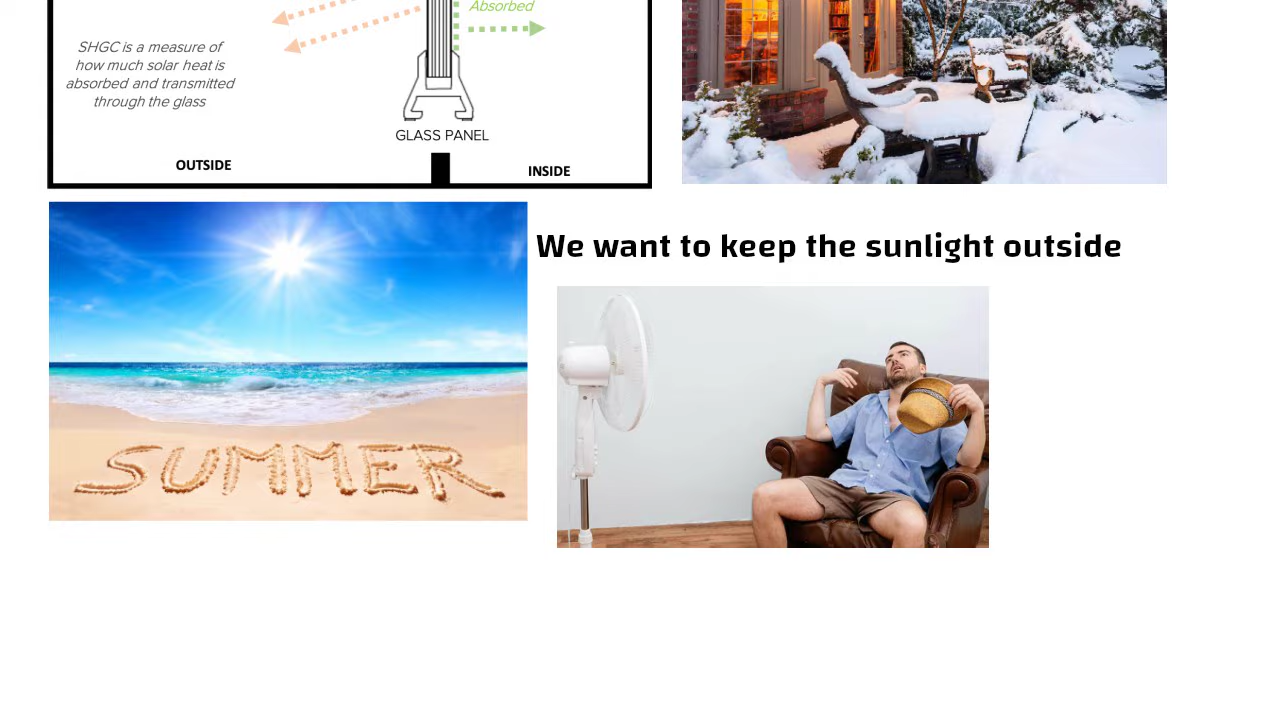 Absorbed
SHGC is a measure of
how much solar heat is
absorbed and transmitted
through the glass
GLASS PANEL
OUTSIDE
INSIDE
We want to keep the sunlight outside
SUMMER